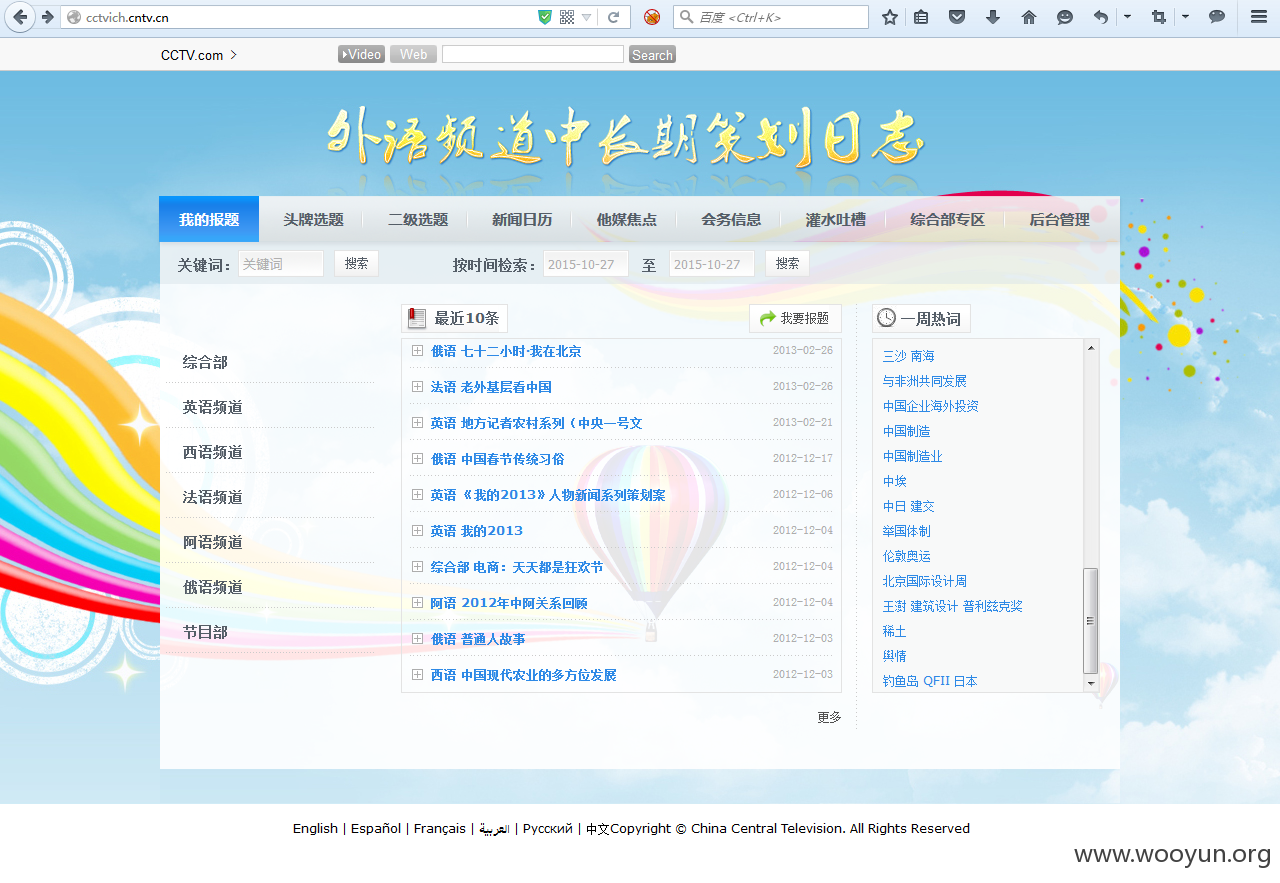 cctvich.cntv.cn
百度 <Ctrl+K>
CCTV.com
Video
Web
Search
外语频道中长期策划日志
我的报题 头牌选题 二级选题 新闻日历 他媒焦点 会务信息 灌水吐槽 综合部专区 后台管理
关键词： 关键词 搜索 按时间检索： 2015-10-27 至 2015-10-27 搜索
综合部
英语频道
西语频道
法语频道
阿语频道
俄语频道
节目部
最近10条 我要报题
俄语 七十二小时·我在北京 2013-02-26
法语 老外基层看中国 2013-02-26
英语 地方记者农村系列（中央一号文 2013-02-21
俄语 中国春节传统习俗 2012-12-17
英语 《我的2013》人物新闻系列策划案 2012-12-06
英语 我的2013 2012-12-04
综合部 电商：天天都是狂欢节 2012-12-04
阿语 2012年中阿关系回顾 2012-12-04
俄语 普通人故事 2012-12-03
西语 中国现代农业的多方位发展 2012-12-03
更多
一周热词
三沙 南海
与非洲共同发展
中国企业海外投资
中国制造
中国制造业
中埃
中日 建交
举国体制
伦敦奥运
北京国际设计周
王澍 建筑设计 普利兹克奖
稀土
舆情
钓鱼岛 QFII 日本
English | Español | Français | العربية | Русский | 中文Copyright © China Central Television. All Rights Reserved
www.wooyun.org